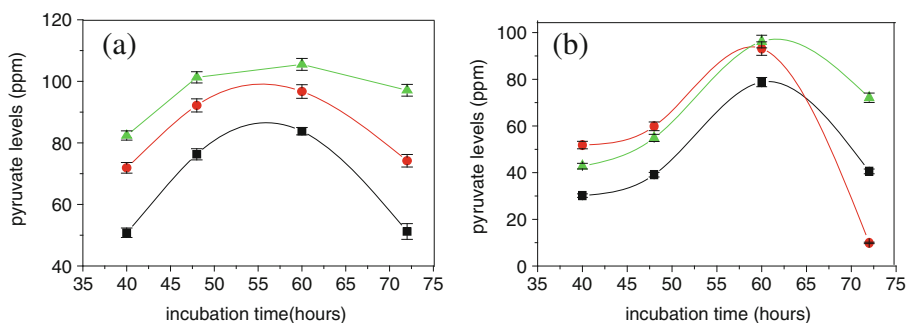 (a)
pyruvate levels (ppm)
120
100
80
60
40
35 40 45 50 55 60 65 70 75
incubation time(hours)
(b)
pyruvate levels (ppm)
100
80
60
40
20
0
35 40 45 50 55 60 65 70 75
incubation time (hours)